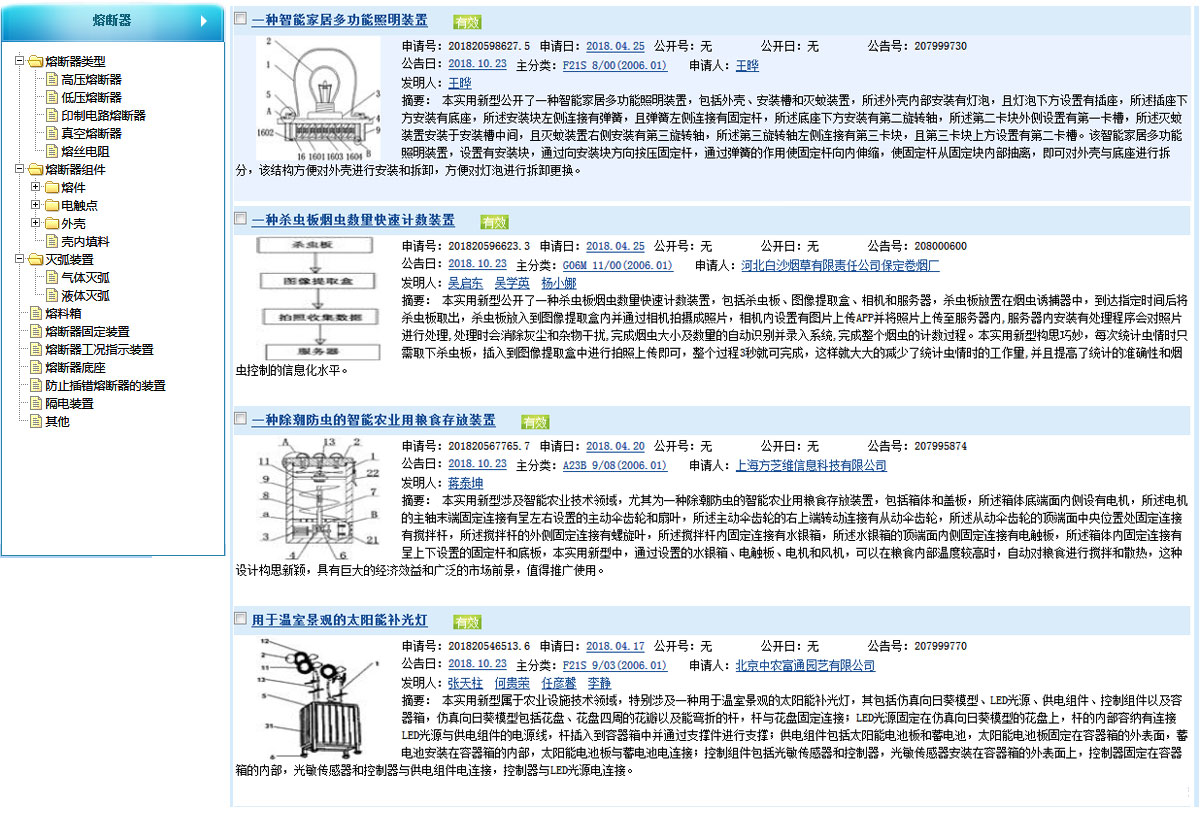 熔断器
熔断器类型
高压熔断器
低压熔断器
印制电路熔断器
真空熔断器
熔丝电阻
熔断器组件
熔件
电触点
外壳
壳内填料
灭弧装置
气体灭弧
液体灭弧
熔料箱
熔断器固定装置
熔断器工况指示装置
熔断器底座
防止插错熔断器的装置
隔电装置
其他
一种智能家居多功能照明装置 有效
2
1
5
A
1602
3
4
9
16 1601 1603 1604 B
申请号: 201820598627.5 申请日: 2018.04.25 公开号: 无 公开日: 无 公告号: 207999730
公告日: 2018.10.23 主分类: F21S 8/00(2006.01) 申请人: 王晔
发明人: 王晔
摘要: 本实用新型公开了一种智能家居多功能照明装置，包括外壳、安装槽和灭蚊装置，所述外壳内部安装有灯泡，且灯泡下方设置有插座，所述插座下
方安装有底座，所述安装块左侧连接有弹簧，且弹簧左侧连接有固定杆，所述底座下方安装有第二旋转轴，所述第二卡块外侧设置有第一卡槽，所述灭蚊
装置安装于安装槽中间，且灭蚊装置右侧安装有第三旋转轴，所述第三旋转轴左侧连接有第三卡块，且第三卡块上方设置有第二卡槽。该智能家居多功能
照明装置，设置有安装块，通过向安装块方向按压固定杆，通过弹簧的作用使固定杆向内伸缩，使固定杆从固定块内部抽离，即可对外壳与底座进行拆
分，该结构方便对外壳进行安装和拆卸，方便对灯泡进行拆卸更换。
一种杀虫板烟虫数量快速计数装置 有效
杀虫板
图像提取盒
拍照收集数据
服务器
申请号: 201820596623.3 申请日: 2018.04.25 公开号: 无 公开日: 无 公告号: 208000600
公告日: 2018.10.23 主分类: G06M 11/00(2006.01) 申请人: 河北白沙烟草有限责任公司保定卷烟厂
发明人: 吴启东 吴学英 杨小娜
摘要: 本实用新型公开了一种杀虫板烟虫数量快速计数装置，包括杀虫板、图像提取盒、相机和服务器，杀虫板放置在烟虫诱捕器中，到达指定时间后将
杀虫板取出，杀虫板放入到图像提取盒内并通过相机拍摄成照片，相机内设置有图片上传APP并将照片上传至服务器内,服务器内安装有处理程序会对照片
进行处理,处理时会消除灰尘和杂物干扰,完成烟虫大小及数量的自动识别并录入系统,完成整个烟虫的计数过程。本实用新型构思巧妙，每次统计虫情时只
需取下杀虫板，插入到图像提取盒中进行拍照上传即可，整个过程3秒就可完成，这样就大大的减少了统计虫情时的工作量,并且提高了统计的准确性和烟
虫控制的信息化水平。
一种除潮防虫的智能农业用粮食存放装置 有效
A 13 2
11
9
8
a
3
1
22
7
B
21
4 6
申请号: 201820567765.7 申请日: 2018.04.20 公开号: 无 公开日: 无 公告号: 207995874
公告日: 2018.10.23 主分类: A23B 9/08(2006.01) 申请人: 上海方芝维信息科技有限公司
发明人: 蒋泰坤
摘要: 本实用新型涉及智能农业技术领域，尤其为一种除潮防虫的智能农业用粮食存放装置，包括箱体和盖板，所述箱体底端面内侧设有电机，所述电机
的主轴末端固定连接有呈左右设置的主动伞齿轮和扇叶，所述主动伞齿轮的右上端转动连接有从动伞齿轮，所述从动伞齿轮的顶端面中央位置处固定连接
有搅拌杆，所述搅拌杆的外侧固定连接有螺旋叶，所述搅拌杆内固定连接有水银箱，所述水银箱的顶端面内侧固定连接有电触板，所述箱体内固定连接有
呈上下设置的固定杆和底板，本实用新型中，通过设置的水银箱、电触板、电机和风机，可以在粮食内部温度较高时，自动对粮食进行搅拌和散热，这种
设计构思新颖，具有巨大的经济效益和广泛的市场前景，值得推广使用。
用于温室景观的太阳能补光灯 有效
12
2
11
13
5
31
6
1
申请号: 201820546513.6 申请日: 2018.04.17 公开号: 无 公开日: 无 公告号: 207999770
公告日: 2018.10.23 主分类: F21S 9/03(2006.01) 申请人: 北京中农富通园艺有限公司
发明人: 张天柱 何贵荣 任彦馨 李静
摘要: 本实用新型属于农业设施技术领域，特别涉及一种用于温室景观的太阳能补光灯，其包括仿真向日葵模型、LED光源、供电组件、控制组件以及容
器箱，仿真向日葵模型包括花盘、花盘四周的花瓣以及能弯折的杆，杆与花盘固定连接；LED光源固定在仿真向日葵模型的花盘上，杆的内部容纳有连接
LED光源与供电组件的电源线，杆插入到容器箱中并通过支撑件进行支撑；供电组件包括太阳能电池板和蓄电池，太阳能电池板固定在容器箱的外表面，蓄
电池安装在容器箱的内部，太阳能电池板与蓄电池电连接；控制组件包括光敏传感器和控制器，光敏传感器安装在容器箱的外表面上，控制器固定在容器
箱的内部，光敏传感器和控制器与供电组件电连接，控制器与LED光源电连接。